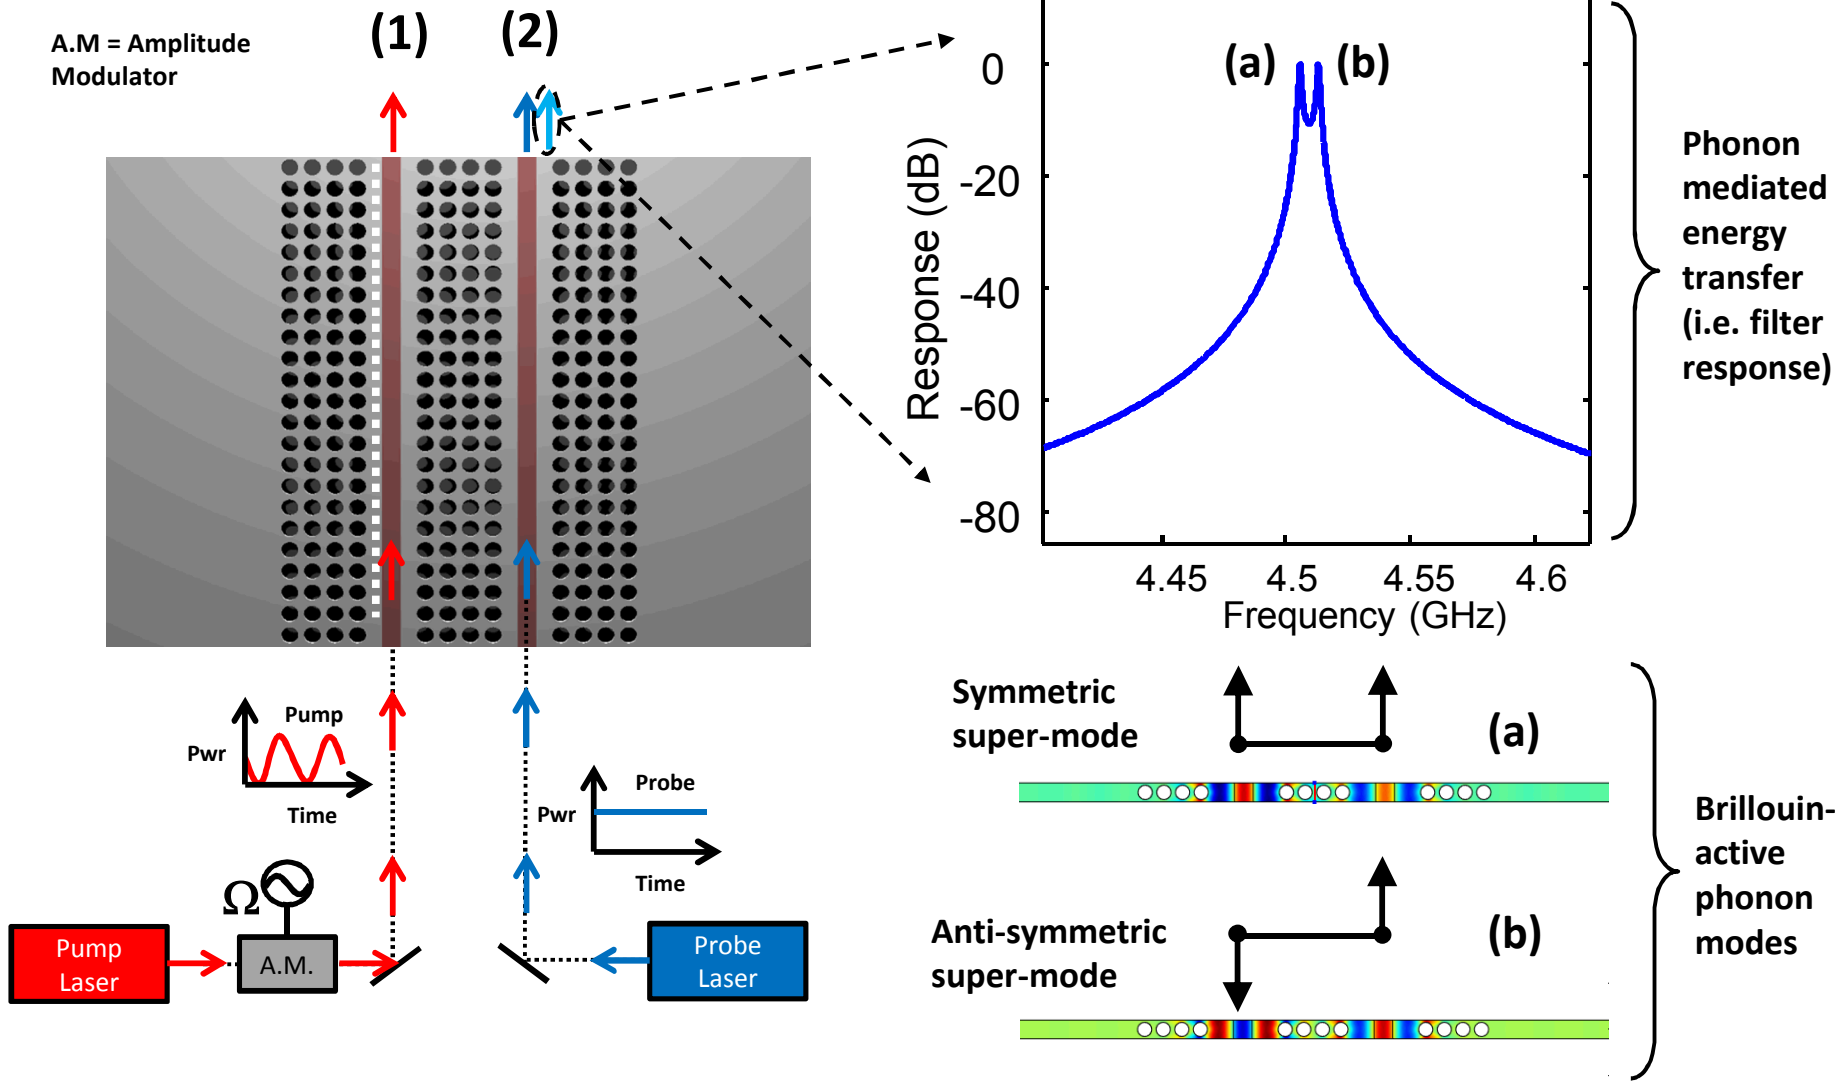 A.M = Amplitude
Modulator
(1)
(2)
Pump
Pwr
Time
Probe
Pwr
Time
Ω
Pump
Laser
A.M.
Probe
Laser
(a)
(b)
0
-20
-40
-60
-80
Response (dB)
4.45
4.5
4.55
4.6
Frequency (GHz)
Phonon
mediated
energy
transfer
(i.e. filter
response)
Symmetric
super-mode
(a)
Anti-symmetric
super-mode
(b)
Brillouin-
active
phonon
modes